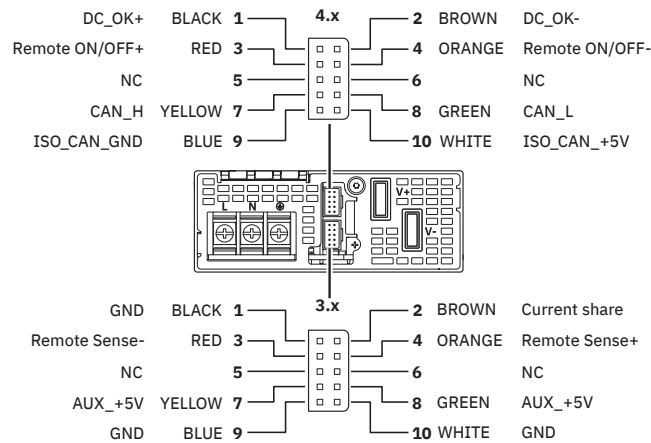 4.x
DC_OK+ BLACK 1 2 BROWN DC_OK-
Remote ON/OFF+ RED 3 4 ORANGE Remote ON/OFF-
NC 5 6 NC
CAN_H YELLOW 7 8 GREEN CAN_L
ISO_CAN_GND BLUE 9 10 WHITE ISO_CAN_+5V
L N V+
V-
3.x
GND BLACK 1 2 BROWN Current share
Remote Sense- RED 3 4 ORANGE Remote Sense+
NC 5 6 NC
AUX_+5V YELLOW 7 8 GREEN AUX_+5V
GND BLUE 9 10 WHITE GND